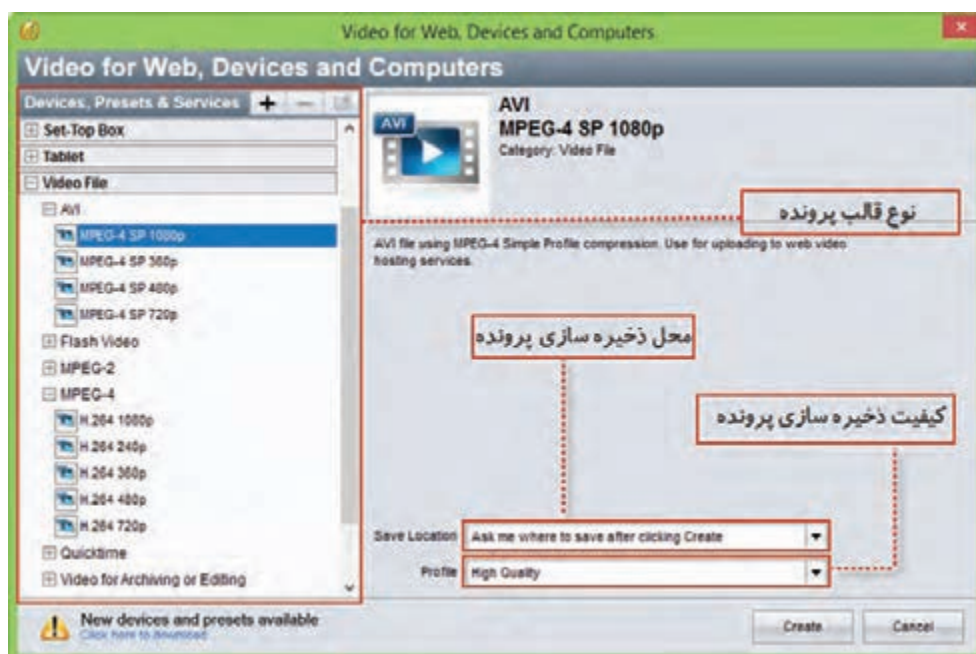 Video for Web, Devices and Computers
Video for Web, Devices and Computers
Devices, Presets & Services
Set-Top Box
Tablet
Video File
AVI
MPEG-4 SP 1080p
MPEG-4 SP 360p
MPEG-4 SP 480p
MPEG-4 SP 720p
Flash Video
MPEG-2
MPEG-4
H.264 1080p
H.264 240p
H.264 360p
H.264 480p
H.264 720p
Quicktime
Video for Archiving or Editing
AVI
AVI
MPEG-4 SP 1080p
Category: Video File
نوع قالب پرونده
AVI file using MPEG-4 Simple Profile compression. Use for uploading to web video
hosting services.
محل ذخیره سازی پرونده
کیفیت ذخیره سازی پرونده
Save Location Ask me where to save after clicking Create
Profile High Quality
New devices and presets available
Click here to download
Create Cancel